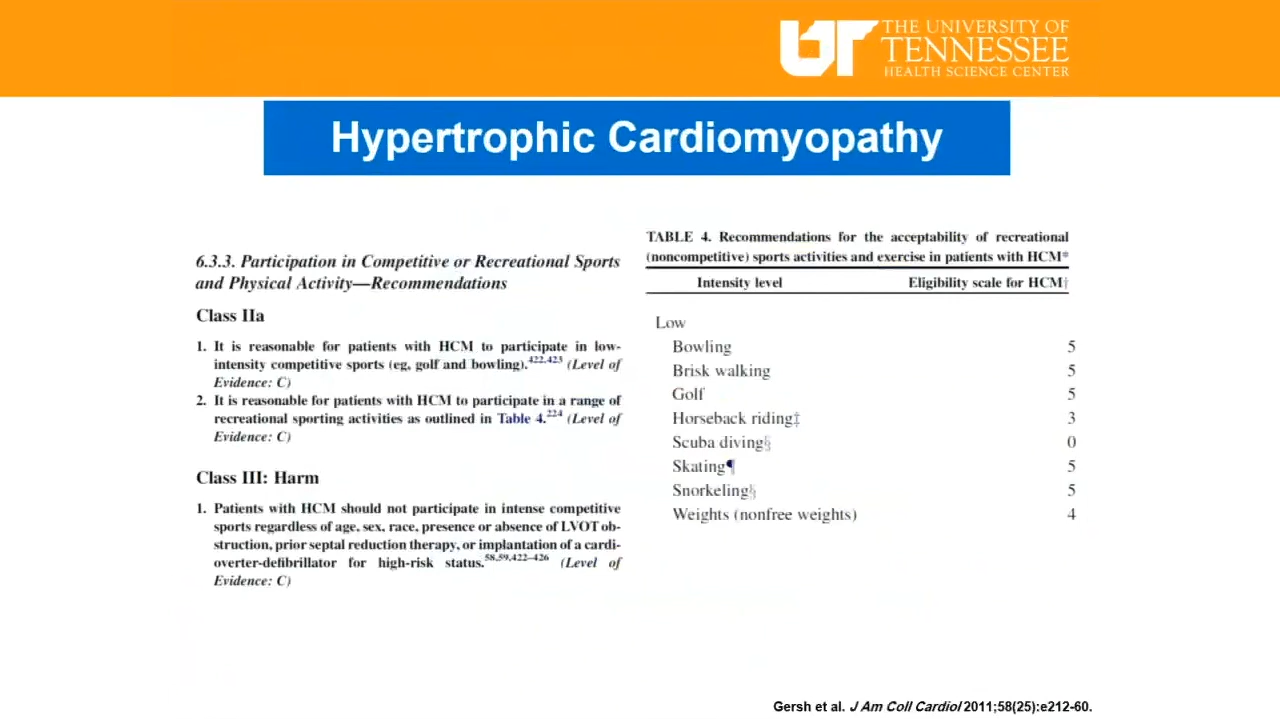 THE UNIVERSITY OF
TENNESSEE
HEALTH SCIENCE CENTER
UT
Hypertrophic Cardiomyopathy
6.3.3. Participation in Competitive or Recreational Sports
and Physical Activity—Recommendations
Class IIa
1. It is reasonable for patients with HCM to participate in low-
intensity competitive sports (eg, golf and bowling).422,423 (Level of
Evidence: C)
2. It is reasonable for patients with HCM to participate in a range of
recreational sporting activities as outlined in Table 4.224 (Level of
Evidence: C)
Class III: Harm
1. Patients with HCM should not participate in intense competitive
sports regardless of age, sex, race, presence or absence of LVOT ob-
struction, prior septal reduction therapy, or implantation of a cardi-
overter-defibrillator for high-risk status.58,59,422–426 (Level of
Evidence: C)
TABLE 4. Recommendations for the acceptability of recreational
(noncompetitive) sports activities and exercise in patients with HCM*
Intensity level Eligibility scale for HCM†
Low
Bowling 5
Brisk walking 5
Golf 5
Horseback riding‡ 3
Scuba diving§ 0
Skating¶ 5
Snorkeling§ 5
Weights (nonfree weights) 4
Gersh et al. J Am Coll Cardiol 2011;58(25):e212-60.